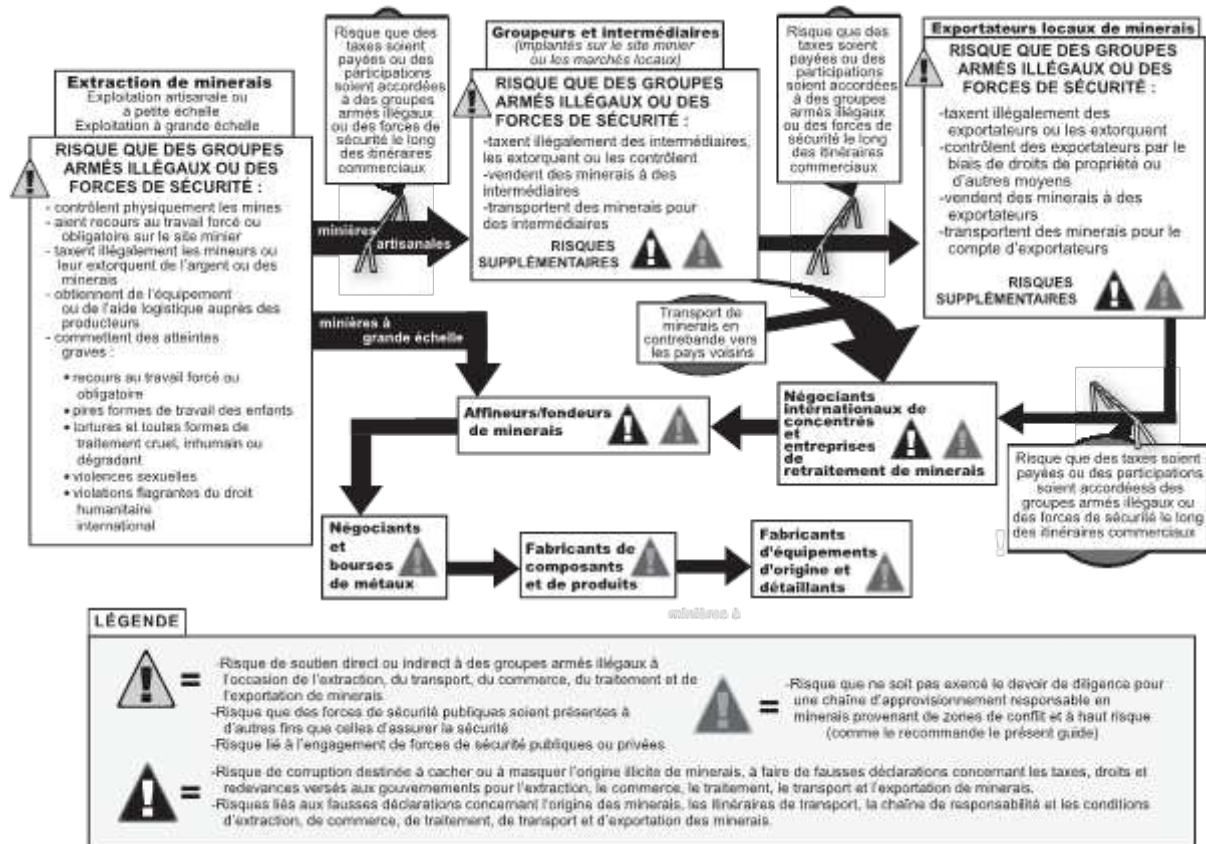 Extraction de minerais
Exploitation artisanale ou
à petite échelle
Exploitation à grande échelle
RISQUE QUE DES GROUPES
ARMÉS ILLÉGAUX OU DES
FORCES DE SÉCURITÉ :
- contrôlent physiquement les mines
- aient recours au travail forcé ou
obligatoire sur le site minier
- taxent illégalement les mineurs ou
leur extorquent de l'argent ou des
minerais
- obtiennent de l'équipement
ou de l'aide logistique auprès des
producteurs
- commettent des atteintes
graves :
• recours au travail forcé ou
obligatoire
• pires formes de travail des enfants
• tortures et toutes formes de
traitement cruel, inhumain ou
dégradant
• violences sexuelles
• violations flagrantes du droit
humanitaire
international
Risque que des
taxes soient
payées ou des
participations
soient accordées
à des groupes
armés illégaux
ou des forces de
sécurité le long
des itinéraires
commerciaux
minières
artisanales
minières à
grande échelle
Groupeurs et intermédiaires
(implantés sur le site minier
ou les marchés locaux)
RISQUE QUE DES GROUPES
ARMÉS ILLÉGAUX OU DES
FORCES DE SÉCURITÉ :
-taxent illégalement des intermédiaires,
les extorquent ou les contrôlent
-vendent des minerais à des
intermédiaires
-transportent des minerais pour
des intermédiaires
RISQUES
SUPPLÉMENTAIRES
Risque que des
taxes soient
payées ou des
participations
soient accordées
à des groupes
armés illégaux
ou des forces de
sécurité le long
des itinéraires
commerciaux
Exportateurs locaux de minerais
RISQUE QUE DES GROUPES
ARMÉS ILLÉGAUX OU DES
FORCES DE SÉCURITÉ :
-taxent illégalement des
exportateurs ou les extorquent
-contrôlent des exportateurs par le
biais de droits de propriété ou
d'autres moyens
-vendent des minerais à des
exportateurs
-transportent des minerais pour le
compte d'exportateurs
RISQUES
SUPPLÉMENTAIRES
Transport de
minerais en
contrebande vers
les pays voisins
Affineurs/fondeurs
de minerais
Négociants
internationaux de
concentrés
et
entreprises
de
retraitement de minerais
Risque que des taxes soient
payées ou des participations
soient accordéesà des
groupes armés illégaux ou
des forces de sécurité le long
des itinéraires commerciaux
Négociants
et
bourses
de métaux
Fabricants de
composants
et de produits
Fabricants
d'équipements
d'origine et
détaillants
minières à
LÉGENDE
-Risque de soutien direct ou indirect à des groupes armés illégaux à
l'occasion de l'extraction, du transport, du commerce, du traitement et de
l'exportation de minerais
-Risque que des forces de sécurité publiques soient présentes à
d'autres fins que celles d'assurer la sécurité
-Risque lié à l'engagement de forces de sécurité publiques ou privées
=
-Risque que ne soit pas exercé le devoir de diligence pour
une chaîne d'approvisionnement responsable en
minerais provenant de zones de conflit et à haut risque
(comme le recommande le présent guide)
=
-Risque de corruption destinée à cacher ou à masquer l'origine illicite de minerais, à faire de fausses déclarations concernant les taxes, droits et
redevances versés aux gouvernements pour l'extraction, le commerce, le traitement, le transport et l'exportation de minerais.
-Risques liés aux fausses déclarations concernant l'origine des minerais, les itinéraires de transport, la chaîne de responsabilité et les conditions
d'extraction, de commerce, de traitement, de transport et d'exportation des minerais.
=